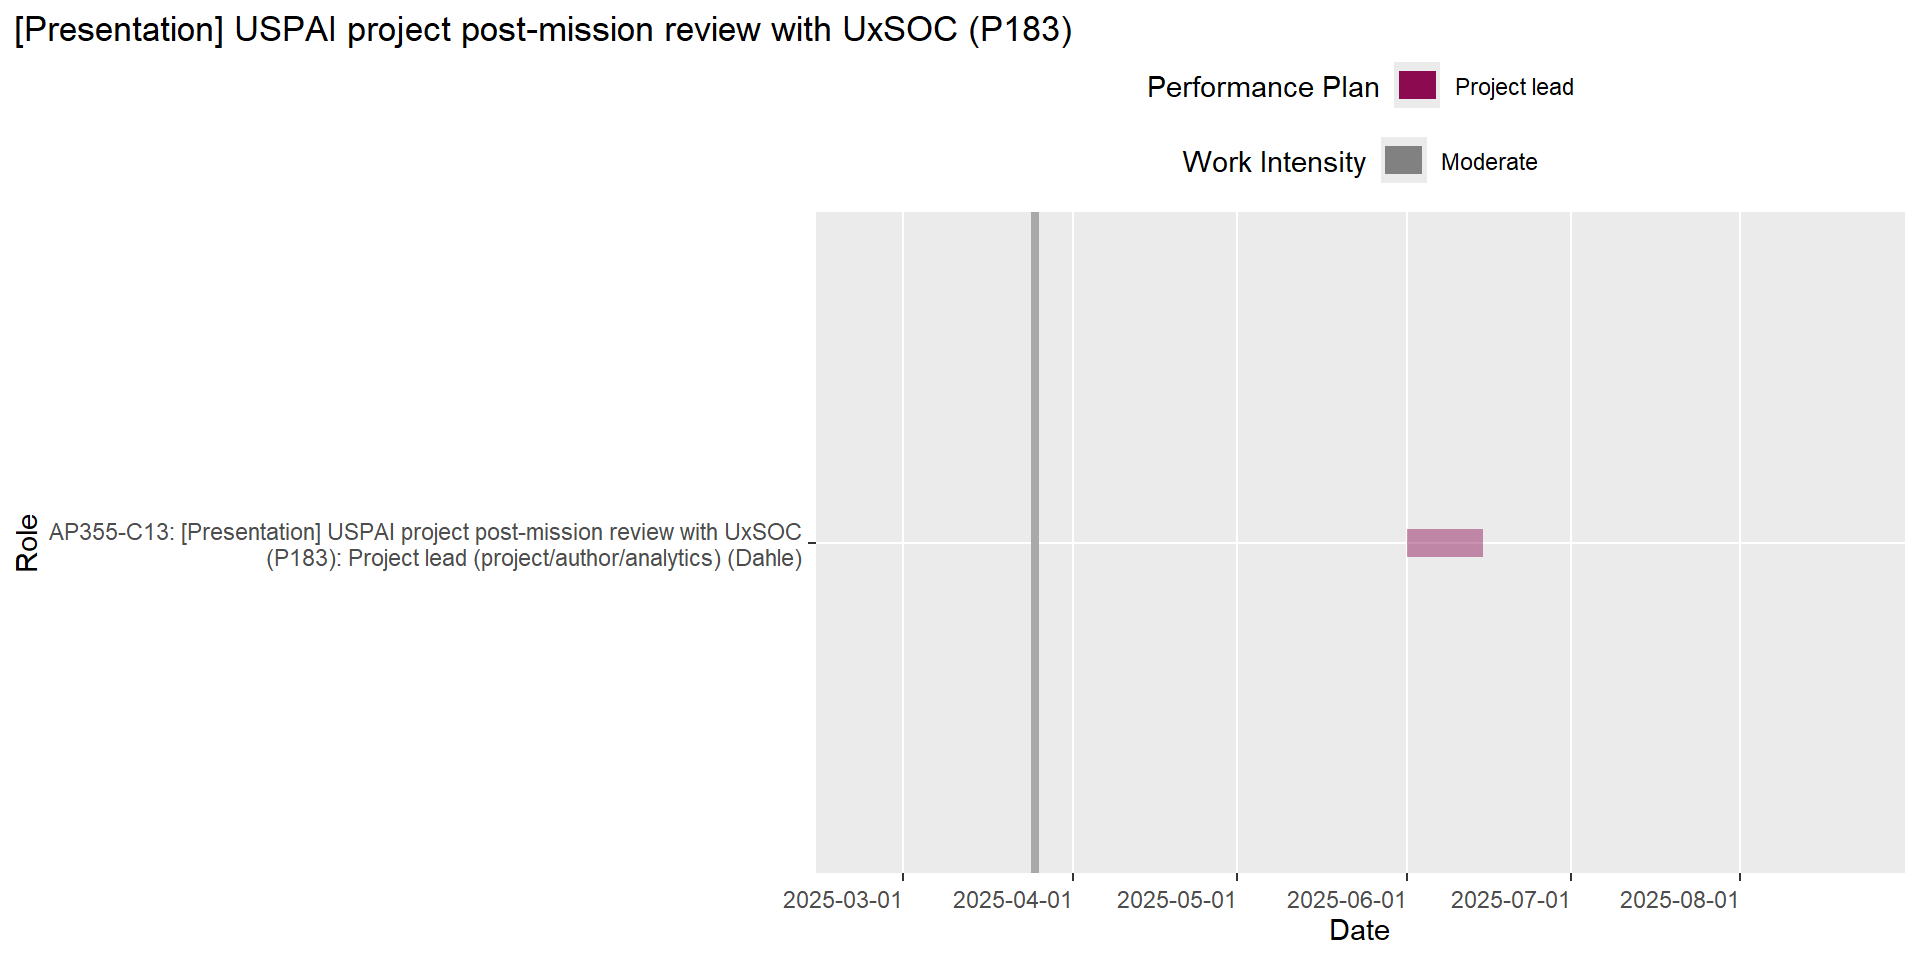 [Presentation] USPAI project post-mission review with UxSOC (P183)
Performance Plan Project lead
Work Intensity Moderate
Role
AP355-C13: [Presentation] USPAI project post-mission review with UxSOC
(P183): Project lead (project/author/analytics) (Dahle)
2025-03-01 2025-04-01 2025-05-01 2025-06-01 2025-07-01 2025-08-01
Date